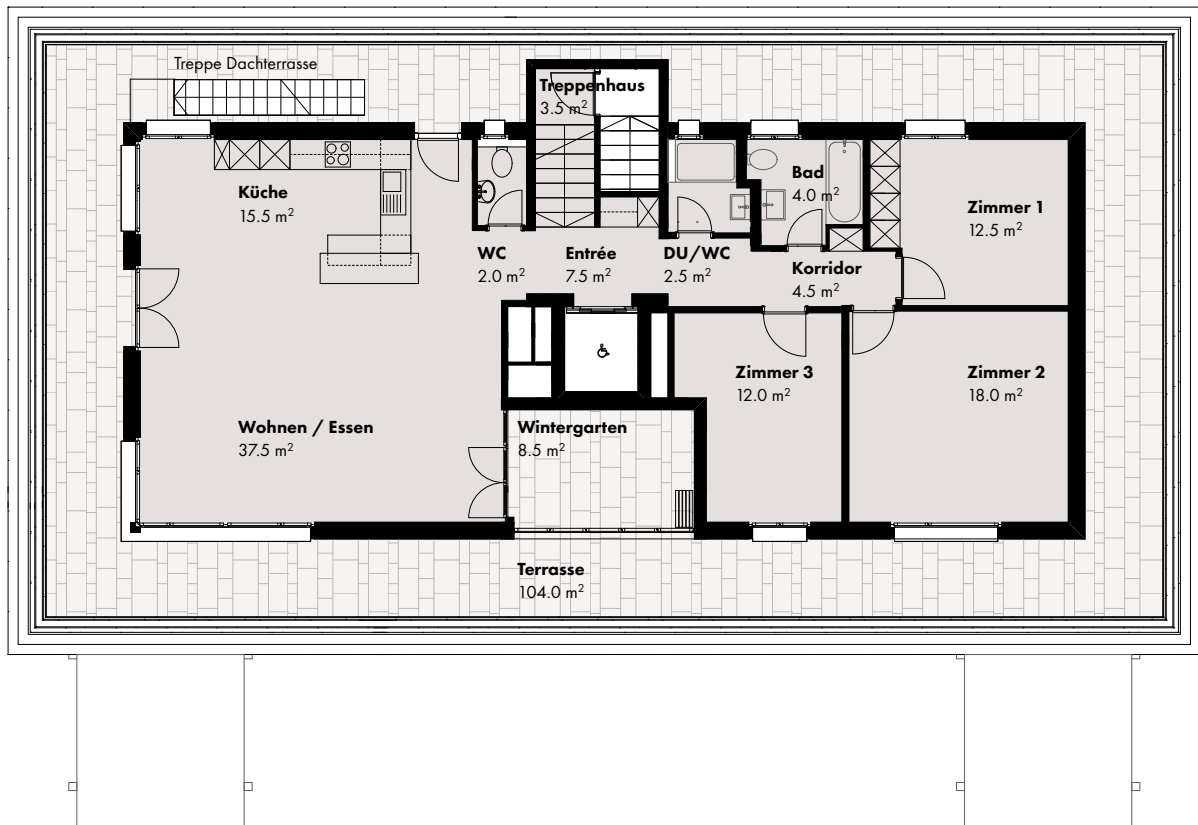 Treppe Dachterrasse
Treppenhaus
3.5 m²
Küche
15.5 m²
Bad
4.0 m²
Zimmer 1
12.5 m²
WC
2.0 m²
Entrée
7.5 m²
DU/WC
2.5 m²
Korridor
4.5 m²
Zimmer 3
12.0 m²
Zimmer 2
18.0 m²
Wohnen / Essen
37.5 m²
Wintergarten
8.5 m²
Terrasse
104.0 m²